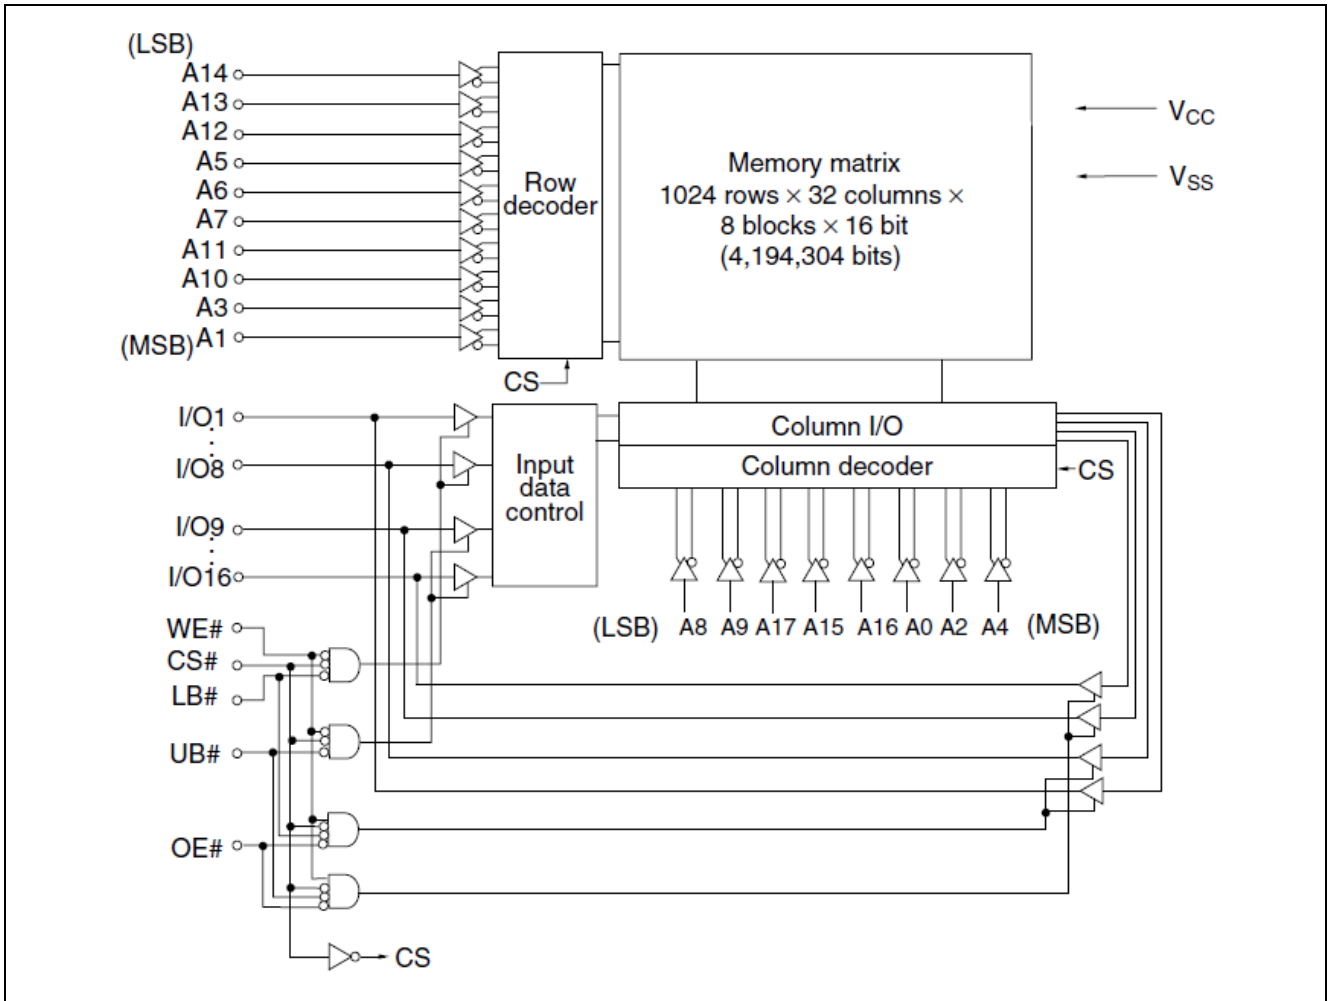 (LSB)
A14
A13
A12
A5
A6
A7
A11
A10
A3
(MSB) A1
Row
decoder
Memory matrix
1024 rows × 32 columns ×
8 blocks × 16 bit
(4,194,304 bits)
VCC
VSS
CS
I/O1
I/O8
I/O9
I/O16
Input
data
control
Column I/O
Column decoder
CS
(LSB) A8 A9 A17 A15 A16 A0 A2 A4 (MSB)
WE#
CS#
LB#
UB#
OE#
CS